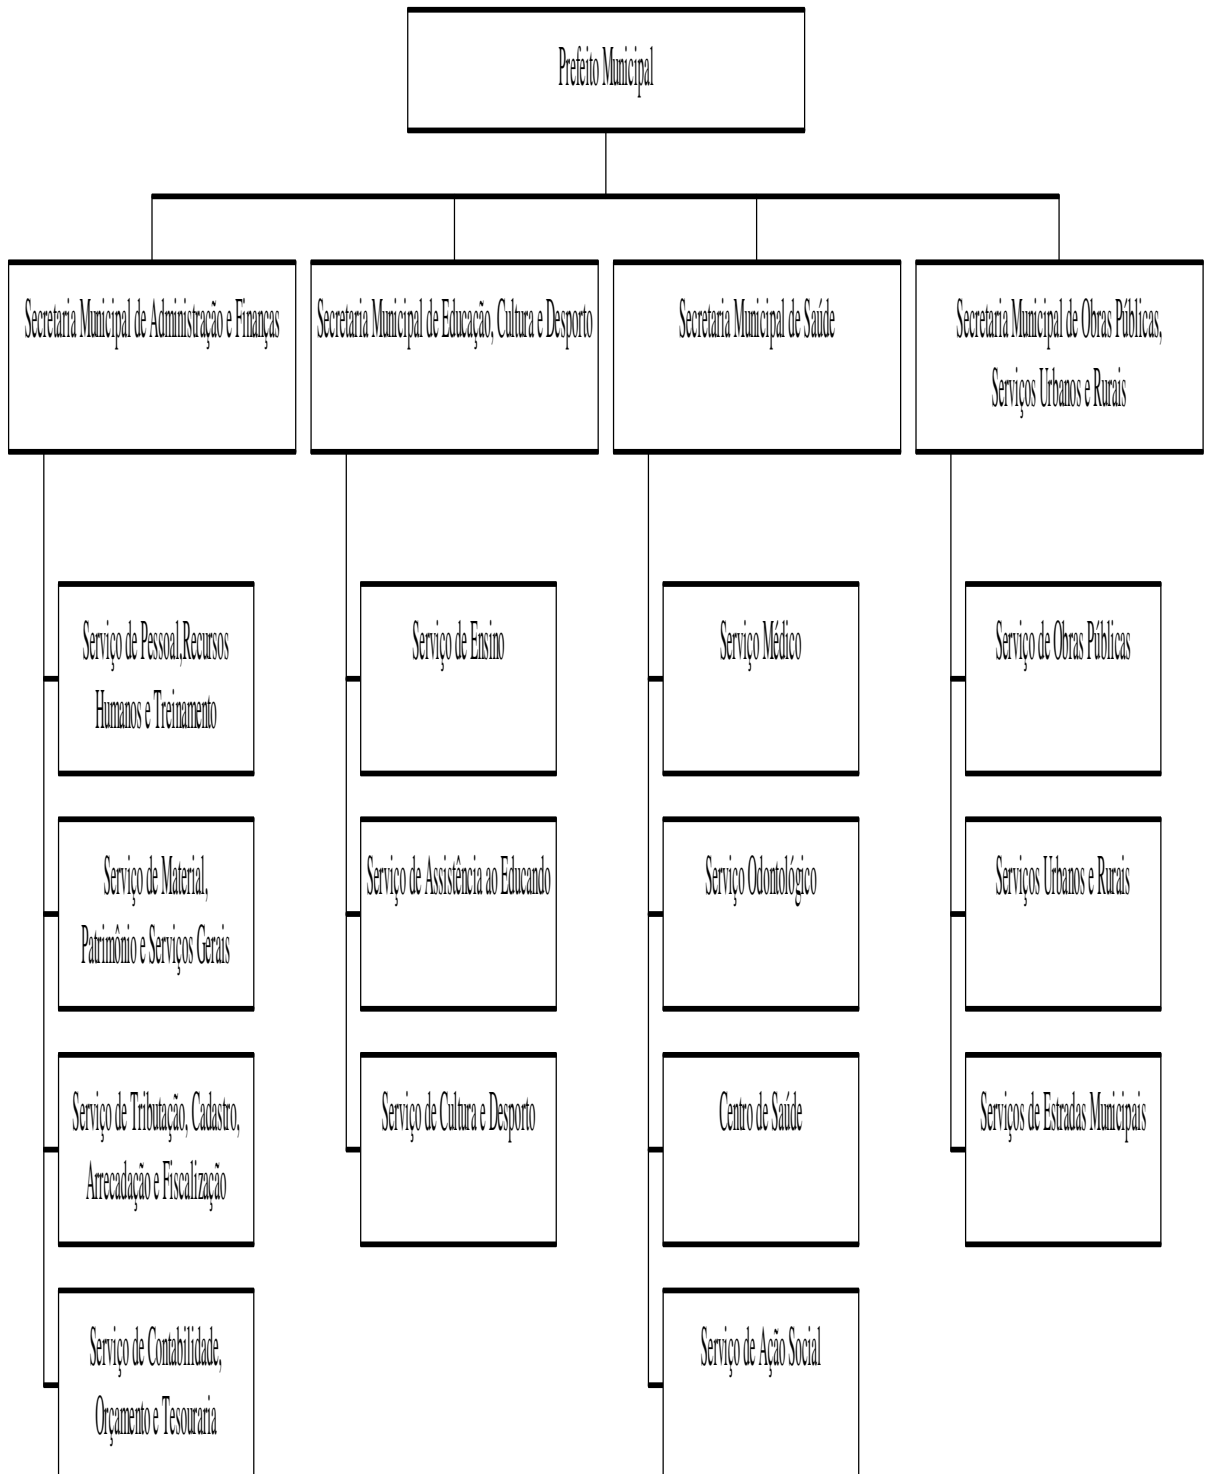 Prefeito Municipal
Secretaria Municipal de Administração e Finanças
Secretaria Municipal de Educação, Cultura e Desporto
Secretaria Municipal de Saúde
Secretaria Municipal de Obras Públicas,
Serviços Urbanos e Rurais
Serviço de Pessoal,Recursos
Humanos e Treinamento
Serviço de Ensino
Serviço Médico
Serviço de Obras Públicas
Serviço de Material,
Patrimônio e Serviços Gerais
Serviço de Assistência ao Educando
Serviço Odontológico
Serviços Urbanos e Rurais
Serviço de Tributação, Cadastro,
Arrecadação e Fiscalização
Serviço de Cultura e Desporto
Centro de Saúde
Serviços de Estradas Municipais
Serviço de Contabilidade,
Orçamento e Tesouraria
Serviço de Ação Social